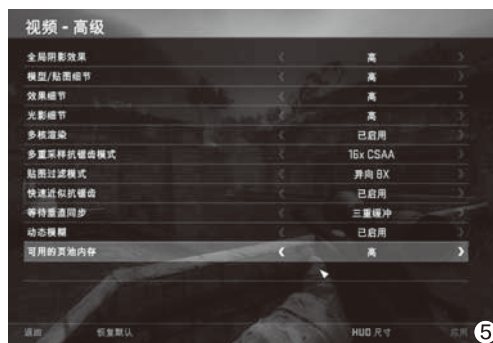 视频 - 高级
全局阴影效果 高
模型/贴图细节 高
效果细节 高
光影细节 高
多核渲染 已启用
多重采样抗锯齿模式 16x CSAA
贴图过滤模式 异向 8X
快速近似抗锯齿 已启用
等待垂直同步 三重缓冲
动态模糊 已启用
可用的页池内存 高
返回 恢复默认 HUD 尺寸 应用
5